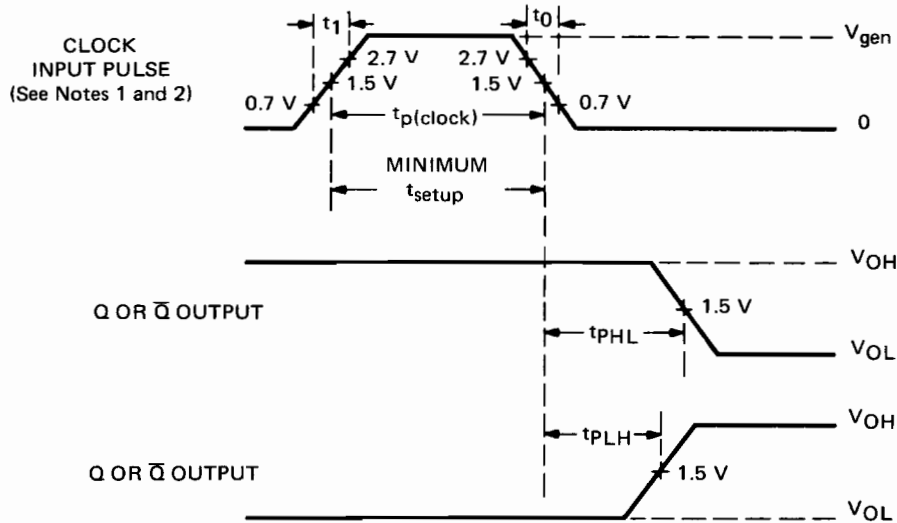 CLOCK
INPUT PULSE
(See Notes 1 and 2)
t1
t0
Vgen
2.7 V
2.7 V
1.5 V
1.5 V
0.7 V
0.7 V
tp(clock)
0
MINIMUM
tsetup
VOH
Q OR Q̅ OUTPUT
1.5 V
tPHL
VOL
VOH
tPLH
Q OR Q̅ OUTPUT
1.5 V
VOL